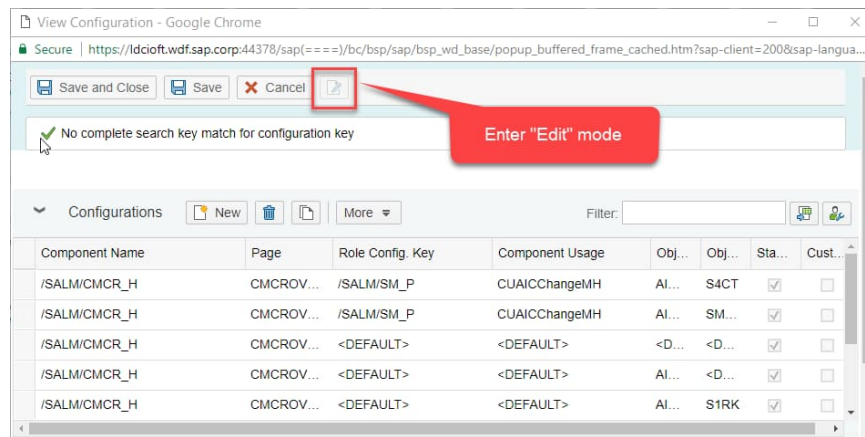 View Configuration - Google Chrome
Secure | https://ldcioft.wdf.sap.corp:44378/sap(====)/bc/bsp/sap/bsp_wd_base/popup_buffered_frame_cached.htm?sap-client=200&sap-langua...
Save and Close Save Cancel
Enter "Edit" mode
No complete search key match for configuration key
Configurations New More Filter:
Component Name Page Role Config. Key Component Usage Obj... Obj... Sta... Cust...
/SALM/CMCR_H CMCROV... /SALM/SM_P CUAICChangeMH AI... S4CT
/SALM/CMCR_H CMCROV... /SALM/SM_P CUAICChangeMH AI... SM...
/SALM/CMCR_H CMCROV... <DEFAULT> <DEFAULT> <D... <D...
/SALM/CMCR_H CMCROV... <DEFAULT> <DEFAULT> AI... <D...
/SALM/CMCR_H CMCROV... <DEFAULT> <DEFAULT> AI... S1RK